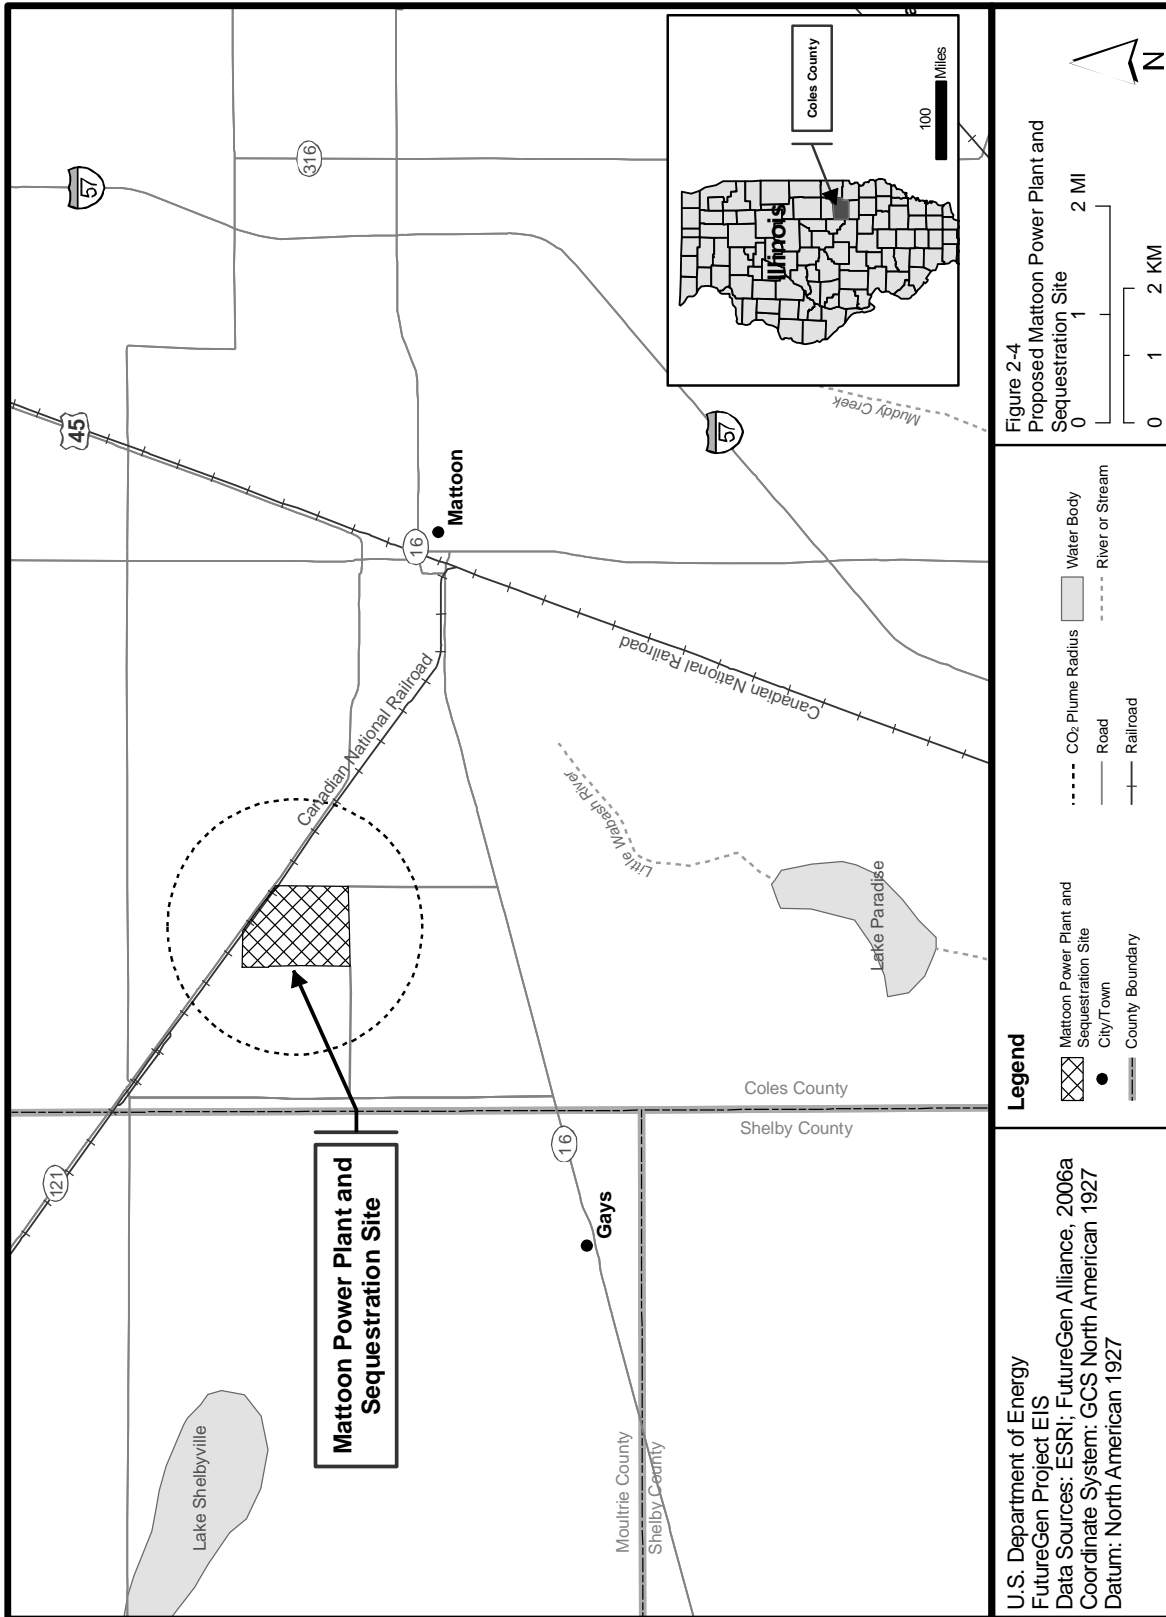 121
45
57
316
Lake Shelbyville
Mattoon Power Plant and
Sequestration Site
Canadian National Railroad
16
Mattoon
Gays
16
Coles County
Shelby County
Moultrie County
Shelby County
Little Wabash River
Lake Paradise
Canadian National Railroad
57
Muddy Creek
Illinois
Coles County
100
Miles
U.S. Department of Energy
FutureGen Project EIS
Data Sources: ESRI; FutureGen Alliance, 2006a
Coordinate System: GCS North American 1927
Datum: North American 1927
Legend
Mattoon Power Plant and
Sequestration Site
City/Town
County Boundary
CO2 Plume Radius
Road
Railroad
Water Body
River or Stream
Figure 2-4
Proposed Mattoon Power Plant and
Sequestration Site
0 1 2 MI
0 1 2 KM
N